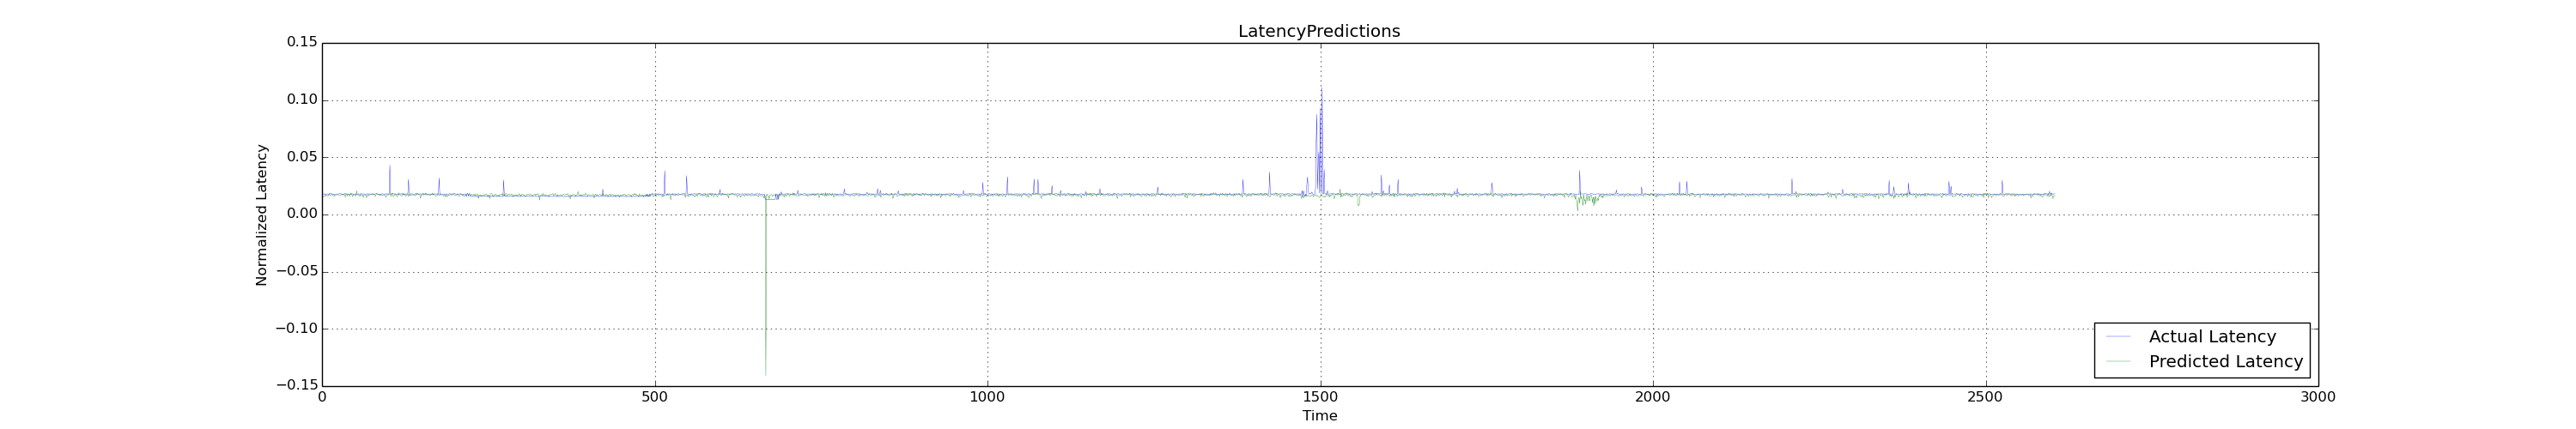 LatencyPredictions
0.15
0.10
0.05
0.00
−0.05
−0.10
−0.15
Normalized Latency
0
500
1000
1500
2000
2500
3000
Time
Actual Latency
Predicted Latency